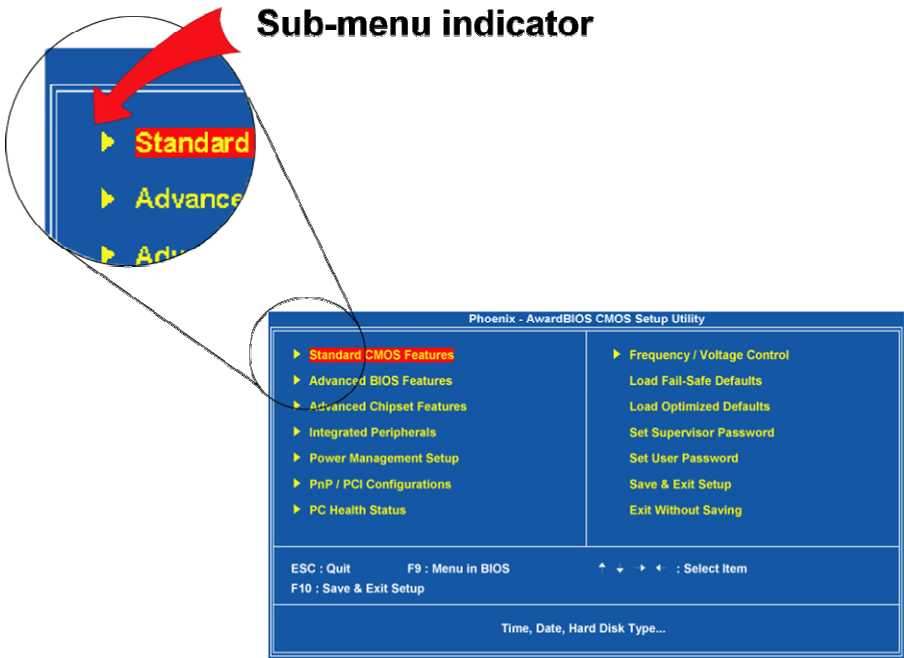 Sub-menu indicator
Standard
Advance
Phoenix - AwardBIOS CMOS Setup Utility
Standard CMOS Features
Advanced BIOS Features
Advanced Chipset Features
Integrated Peripherals
Power Management Setup
PnP / PCI Configurations
PC Health Status
Frequency / Voltage Control
Load Fail-Safe Defaults
Load Optimized Defaults
Set Supervisor Password
Set User Password
Save & Exit Setup
Exit Without Saving
ESC : Quit F9 : Menu in BIOS ↑ ↓ → ← : Select Item
F10 : Save & Exit Setup
Time, Date, Hard Disk Type...